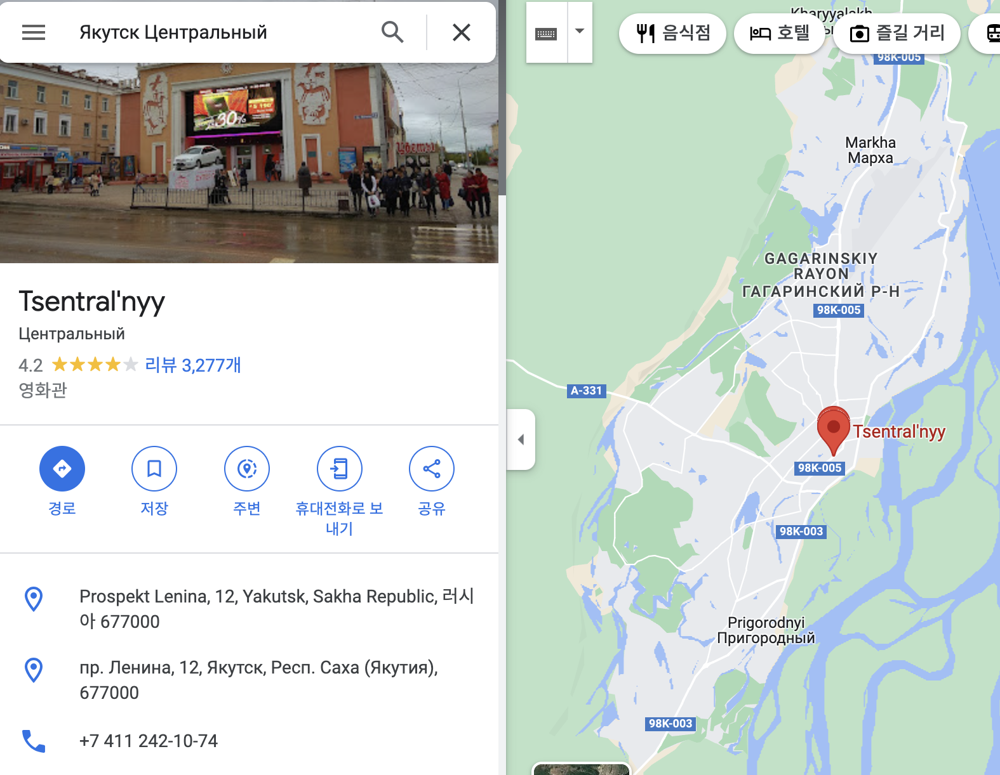 Якутск Центральный
30%
Цветы
Tsentral'nyy
Центральный
4.2
리뷰 3,277개
영화관
경로
저장
주변
휴대전화로 보
내기
공유
Prospekt Lenina, 12, Yakutsk, Sakha Republic, 러시
아 677000
пр. Ленина, 12, Якутск, Респ. Саха (Якутия),
677000
+7 411 242-10-74
음식점
호텔
즐길 거리
Kharyyalakh
98K-005
Markha
Марха
GAGARINSKIY
RAYON
ГАГАРИНСКИЙ Р-Н
98K-005
A-331
Tsentral'nyy
98K-005
98K-003
Prigorodnyi
Пригородный
98K-003